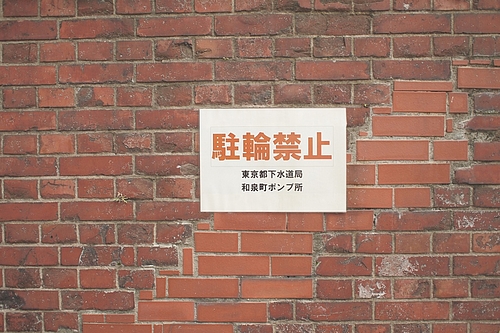 駐輪禁止
東京都下水道局
和泉町ポンプ所